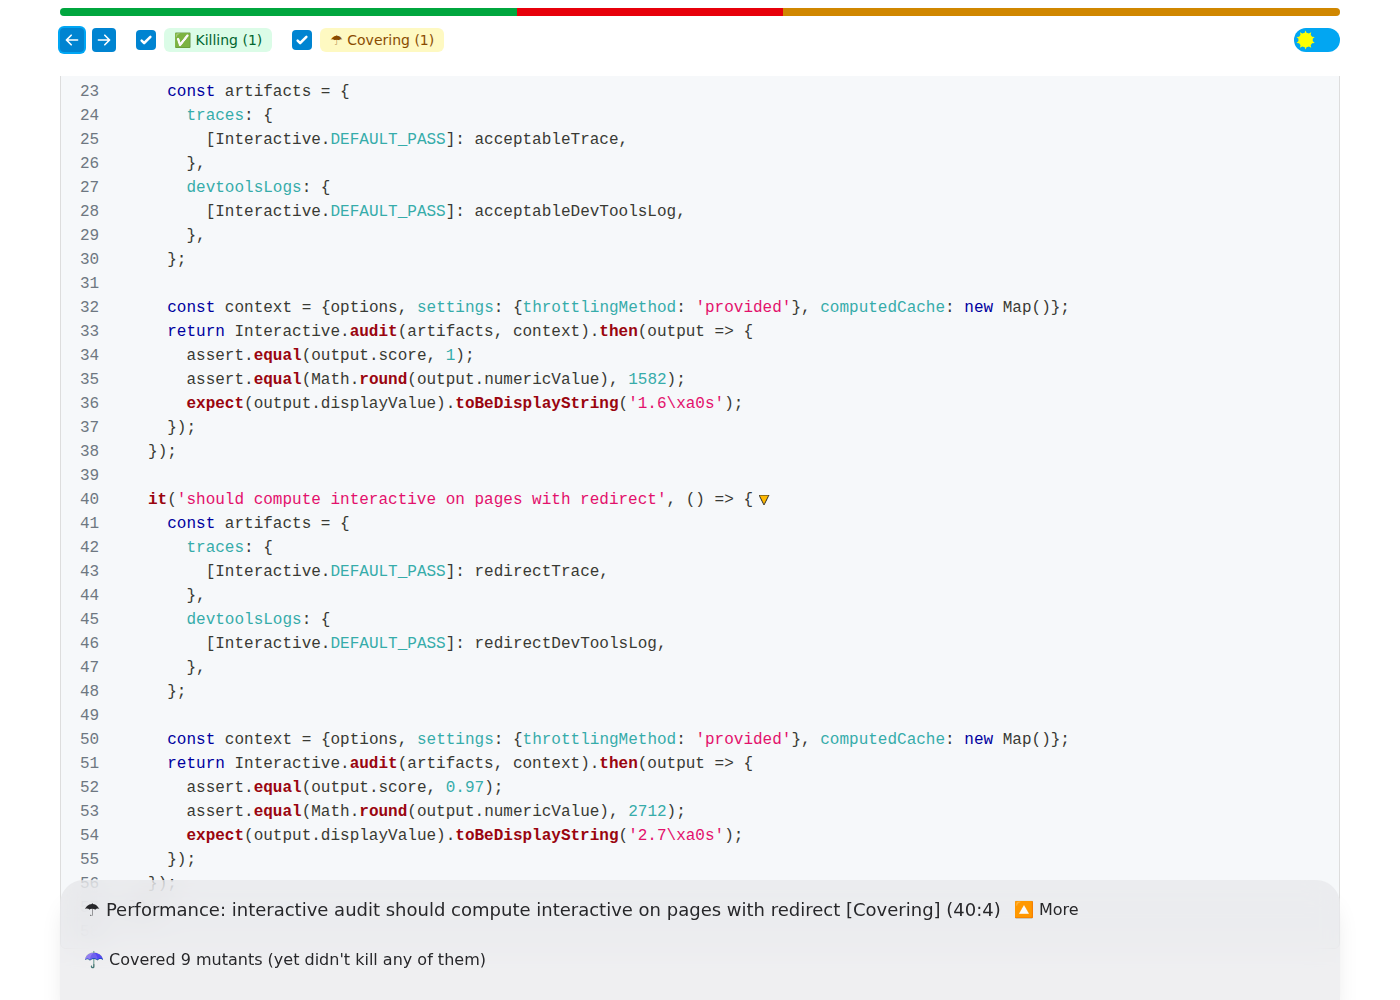 ✅ Killing (1) ☂ Covering (1)
23 const artifacts = {
24 traces: {
25 [Interactive.DEFAULT_PASS]: acceptableTrace,
26 },
27 devtoolsLogs: {
28 [Interactive.DEFAULT_PASS]: acceptableDevToolsLog,
29 },
30 };
31
32 const context = {options, settings: {throttlingMethod: 'provided'}, computedCache: new Map()};
33 return Interactive.audit(artifacts, context).then(output => {
34 assert.equal(output.score, 1);
35 assert.equal(Math.round(output.numericValue), 1582);
36 expect(output.displayValue).toBeDisplayString('1.6\xa0s');
37 });
38 });
39
40 it('should compute interactive on pages with redirect', () => {
41 const artifacts = {
42 traces: {
43 [Interactive.DEFAULT_PASS]: redirectTrace,
44 },
45 devtoolsLogs: {
46 [Interactive.DEFAULT_PASS]: redirectDevToolsLog,
47 },
48 };
49
50 const context = {options, settings: {throttlingMethod: 'provided'}, computedCache: new Map()};
51 return Interactive.audit(artifacts, context).then(output => {
52 assert.equal(output.score, 0.97);
53 assert.equal(Math.round(output.numericValue), 2712);
54 expect(output.displayValue).toBeDisplayString('2.7\xa0s');
55 });
56 });
☂ Performance: interactive audit should compute interactive on pages with redirect [Covering] (40:4) 🔼 More
☂️ Covered 9 mutants (yet didn't kill any of them)